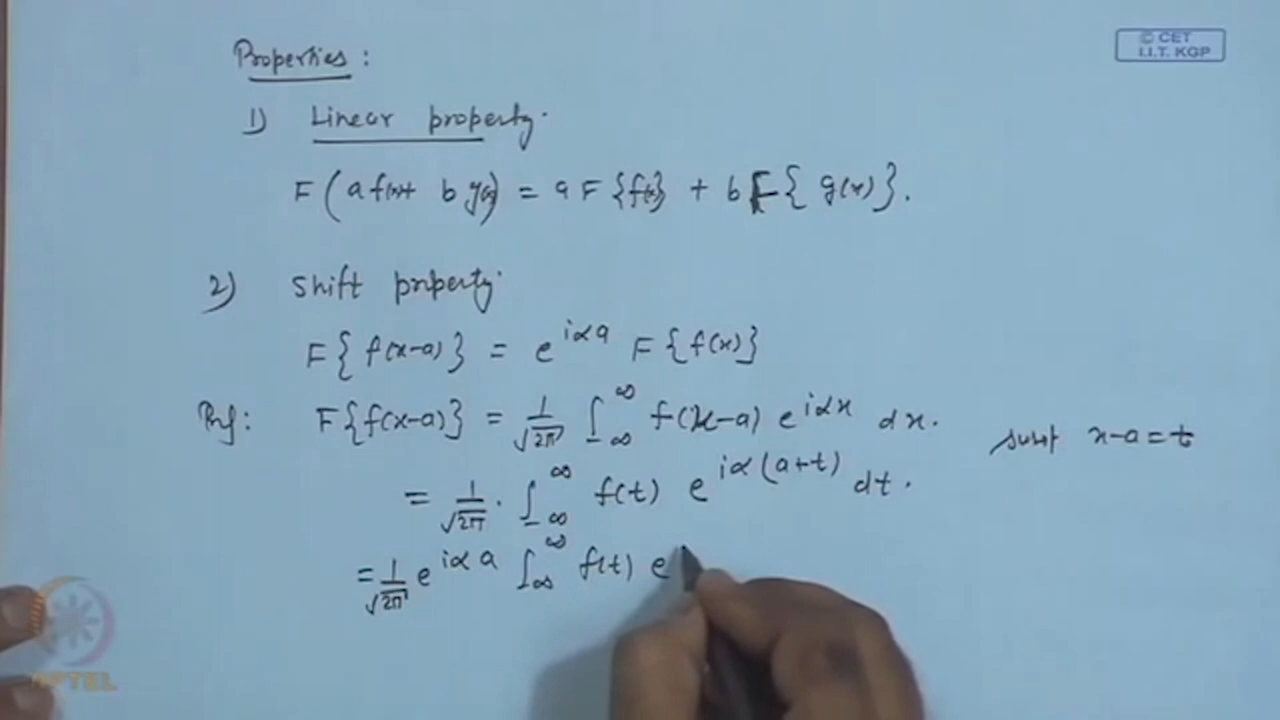 © CET
I.I.T. KGP
Properties :
1) Linear property.
F(a f(x)+ b g(x)) = a F{f(x)} + b F{ g(x)}.
2) Shift property.
F{ f(x-a)} = e^{iαa} F{f(x)}
Prf: F{f(x-a)} = 1/√2π ∫_{-∞}^{∞} f(x-a) e^{iαx} dx.
subst x-a = t
= 1/√2π . ∫_{-∞}^{∞} f(t) e^{iα(a+t)} dt.
= 1/√2π e^{iαa} ∫_{-∞}^{∞} f(t) e
NPTEL